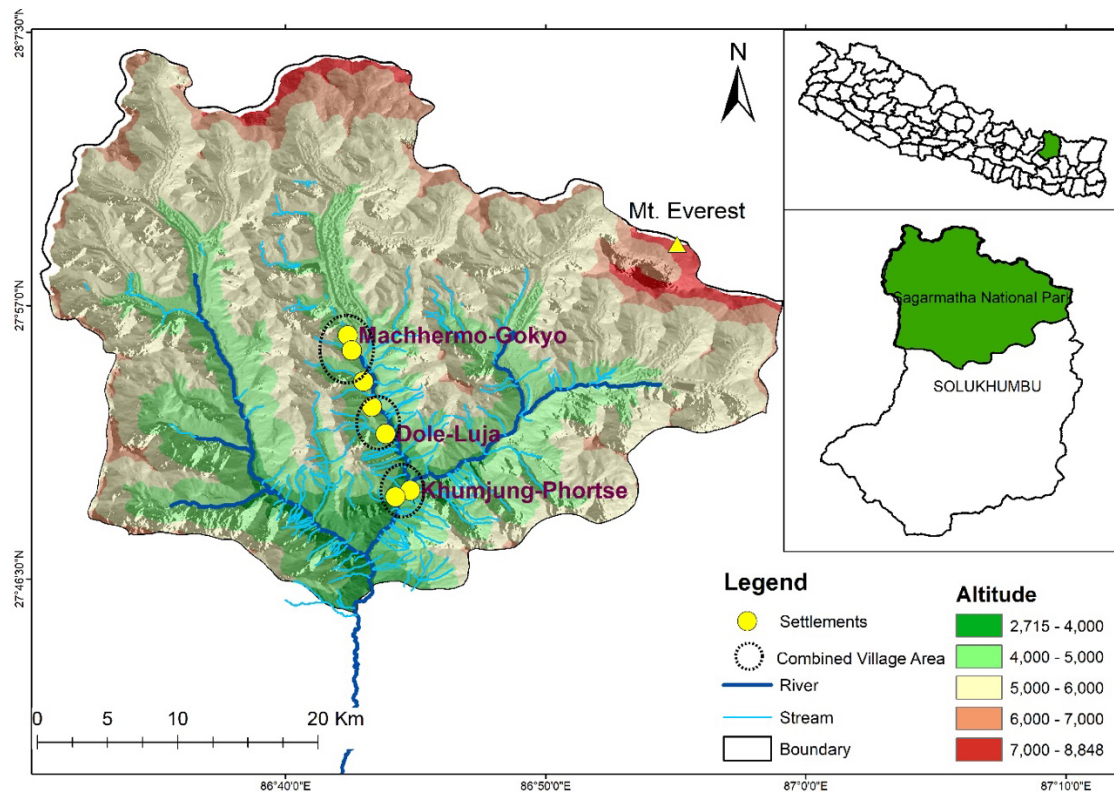 28°7'30"N
27°57'0"N
27°46'30"N
N
Mt. Everest
Machhermo-Gokyo
Dole-Luja
Khumjung-Phortse
Sagarmatha National Park
SOLUKHUMBU
Legend
Settlements
Combined Village Area
River
Stream
Boundary
Altitude
2,715 - 4,000
4,000 - 5,000
5,000 - 6,000
6,000 - 7,000
7,000 - 8,848
0 5 10 20 Km
86°40'0"E 86°50'0"E 87°0'0"E 87°10'0"E